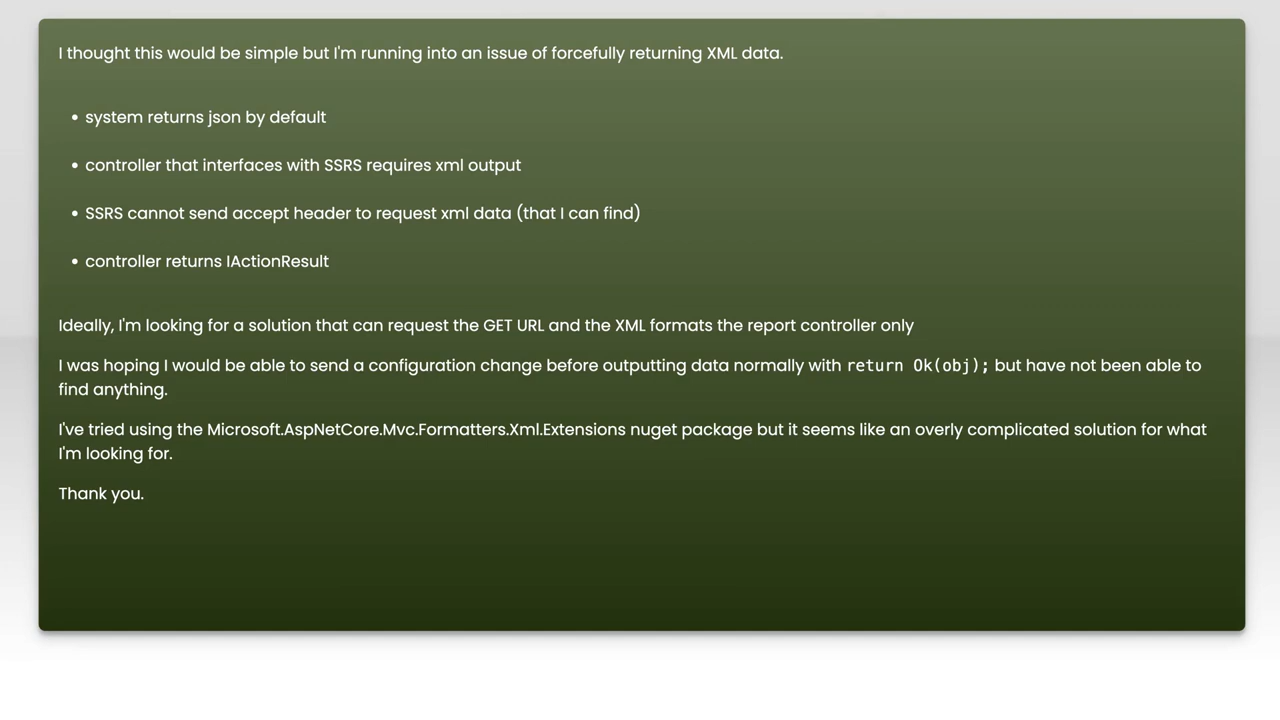 I thought this would be simple but I'm running into an issue of forcefully returning XML data.
• system returns json by default
• controller that interfaces with SSRS requires xml output
• SSRS cannot send accept header to request xml data (that I can find)
• controller returns IActionResult
Ideally, I'm looking for a solution that can request the GET URL and the XML formats the report controller only
I was hoping I would be able to send a configuration change before outputting data normally with return Ok(obj); but have not been able to
find anything.
I've tried using the Microsoft.AspNetCore.Mvc.Formatters.Xml.Extensions nuget package but it seems like an overly complicated solution for what
I'm looking for.
Thank you.